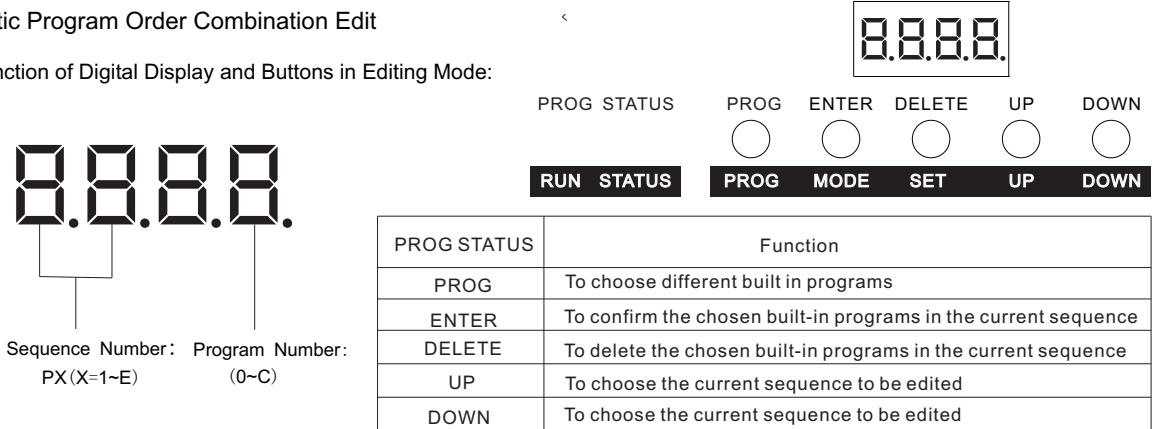 tic Program Order Combination Edit
nction of Digital Display and Buttons in Editing Mode:
8.8.8.8.
PROG STATUS PROG ENTER DELETE UP DOWN
RUN STATUS PROG MODE SET UP DOWN
8.8.8.8.
Sequence Number: Program Number:
PX(X=1~E) (0~C)
PROG STATUS Function
PROG To choose different built in programs
ENTER To confirm the chosen built-in programs in the current sequence
DELETE To delete the chosen built-in programs in the current sequence
UP To choose the current sequence to be edited
DOWN To choose the current sequence to be edited